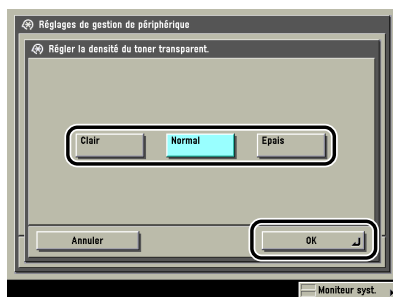 Réglages de gestion de périphérique
Régler la densité du toner transparent.
Clair Normal Epais
Annuler OK
Moniteur syst.